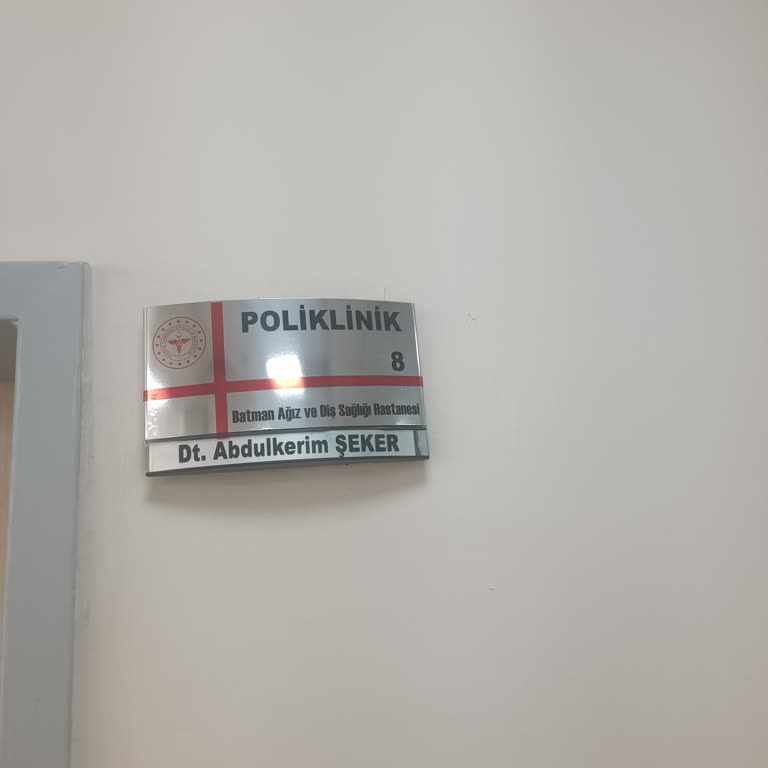 POLİKLİNİK
8
Batman Ağız ve Diş Sağlığı Hastanesi
Dt. Abdulkerim ŞEKER